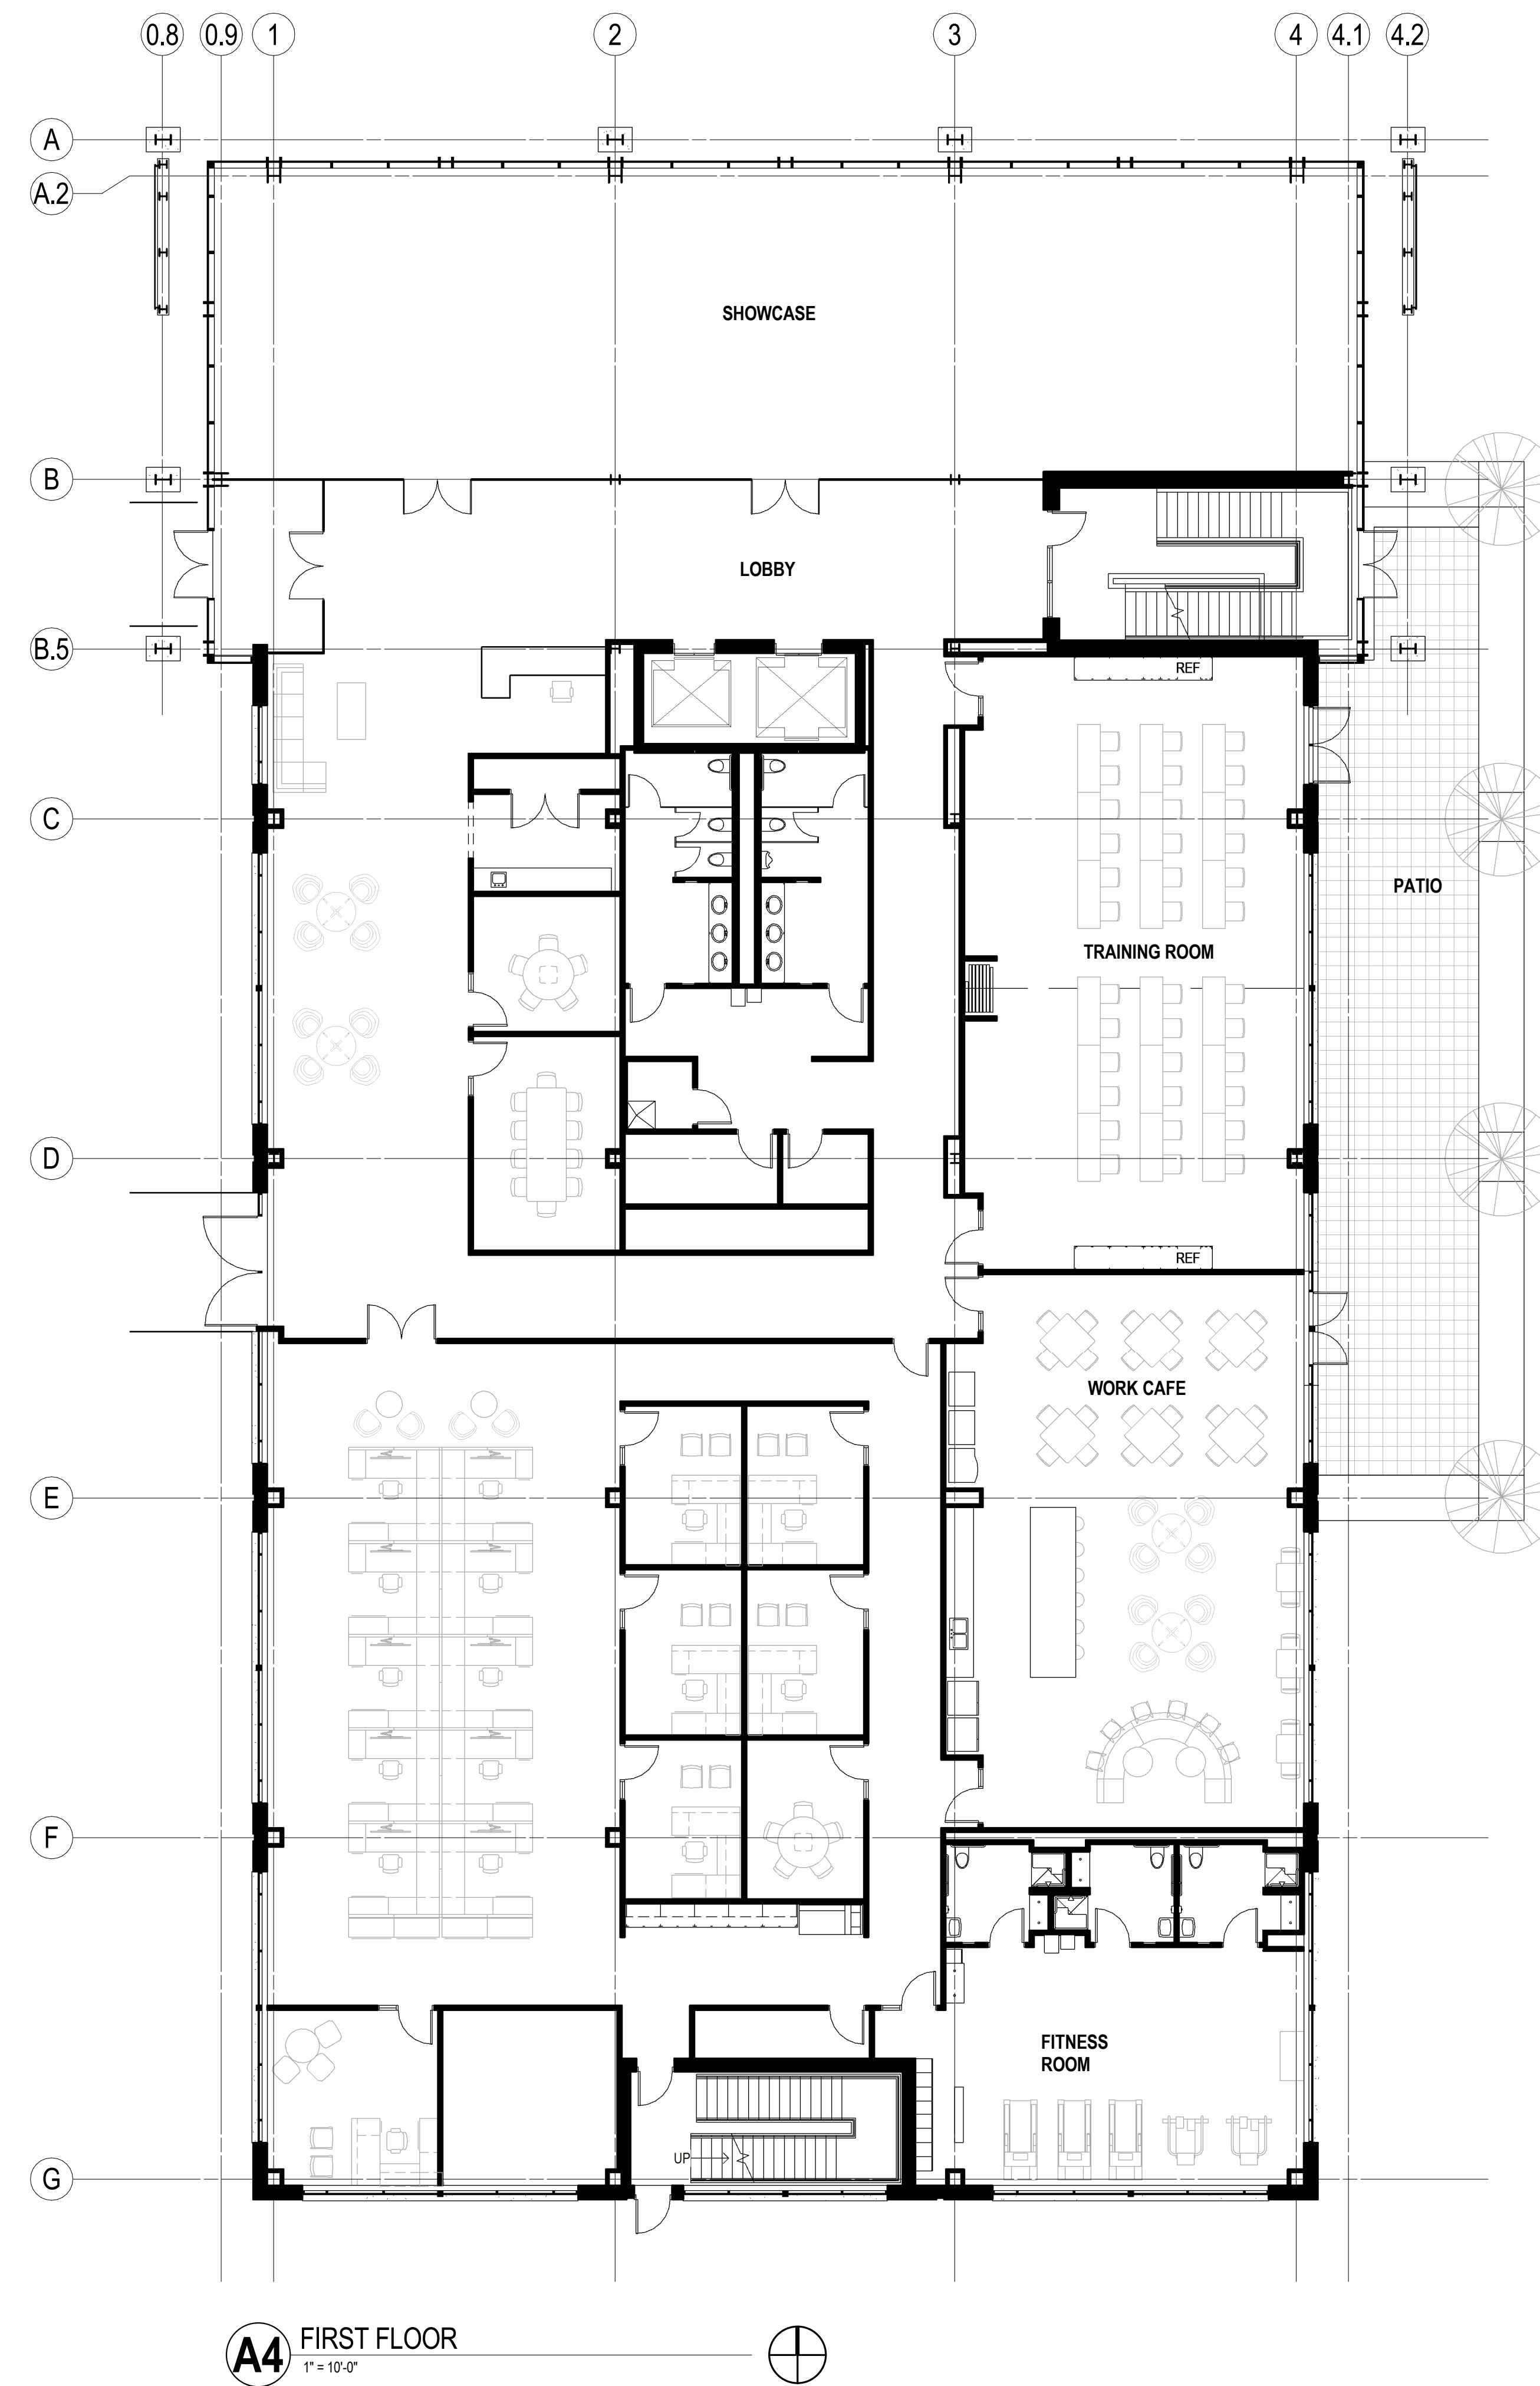 0.8 0.9 1 2 3 4 4.1 4.2
A
A.2
SHOWCASE
B
LOBBY
B.5
REF
C
PATIO
TRAINING ROOM
D
REF
WORK CAFE
E
F
FITNESS
ROOM
UP
G
A4
FIRST FLOOR
1" = 10'-0"